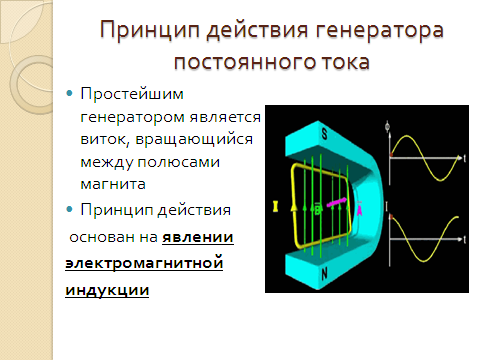 Принцип действия генератора
постоянного тока
Простейшим
генератором является
виток, вращающийся
между полюсами
магнита
Принцип действия
основан на явлении
электромагнитной
индукции
S
I
B
A
N
Φ
t
I
t